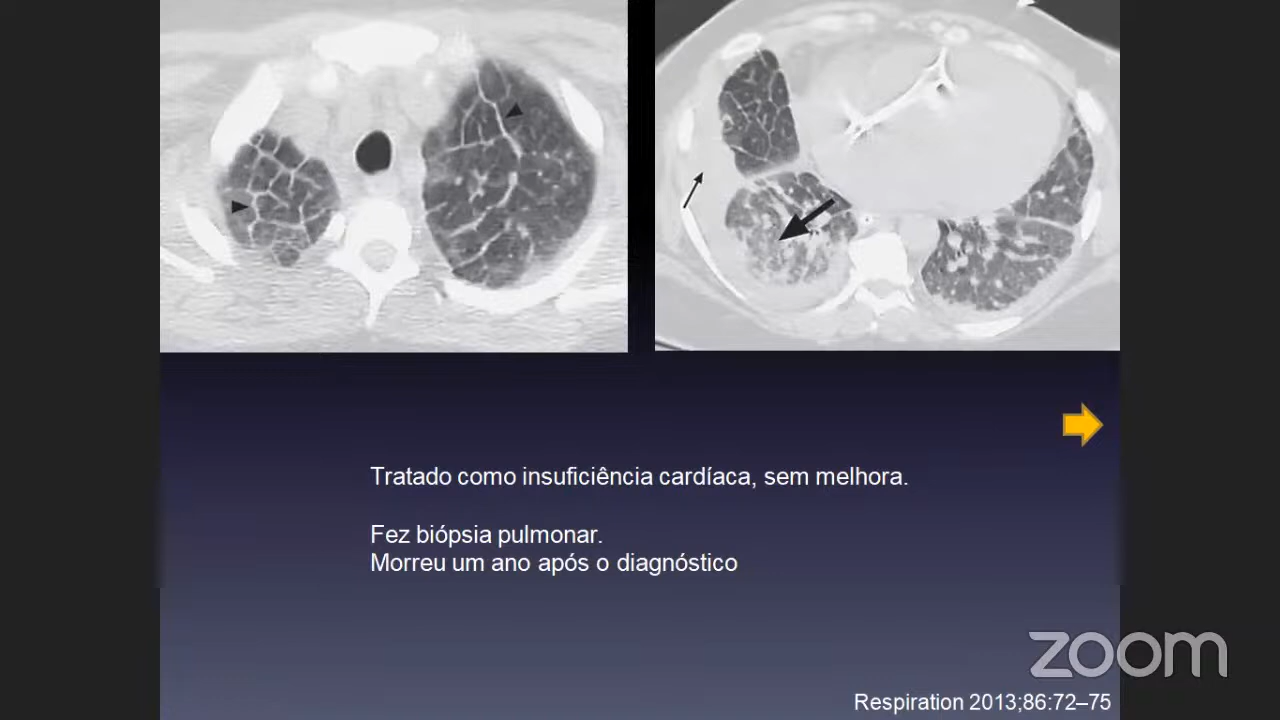 Tratado como insuficiência cardíaca, sem melhora.
Fez biópsia pulmonar.
Morreu um ano após o diagnóstico
zoom
Respiration 2013;86:72–75